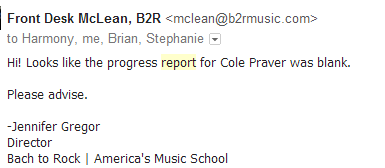 Front Desk McLean, B2R <mclean@b2rmusic.com>
to Harmony, me, Brian, Stephanie
Hi! Looks like the progress report for Cole Praver was blank.
Please advise.
-Jennifer Gregor
Director
Bach to Rock | America's Music School